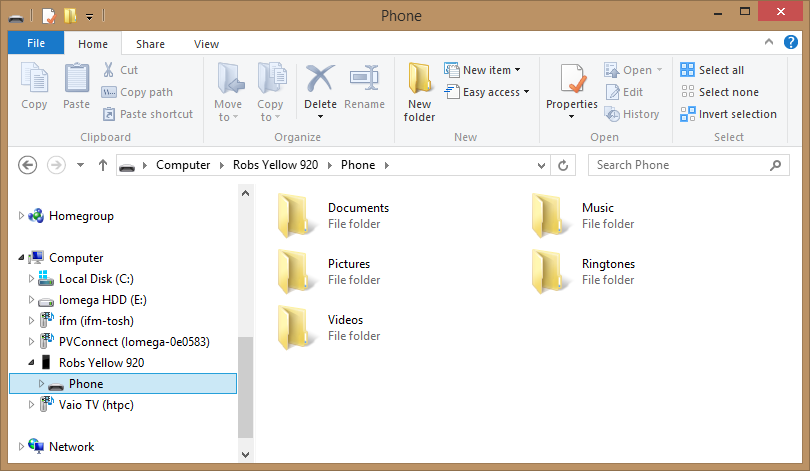 Phone
File Home Share View
Copy
Paste
Cut
Copy path
Paste shortcut
Clipboard
Move to
Copy to
Delete
Rename
Organize
New folder
New item
Easy access
New
Properties
Open
Edit
History
Open
Select all
Select none
Invert selection
Select
Computer Robs Yellow 920 Phone
Search Phone
Homegroup
Computer
Local Disk (C:)
Iomega HDD (E:)
ifm (ifm-tosh)
PVConnect (Iomega-0e0583)
Robs Yellow 920
Phone
Vaio TV (htpc)
Network
Documents
File folder
Music
File folder
Pictures
File folder
Ringtones
File folder
Videos
File folder